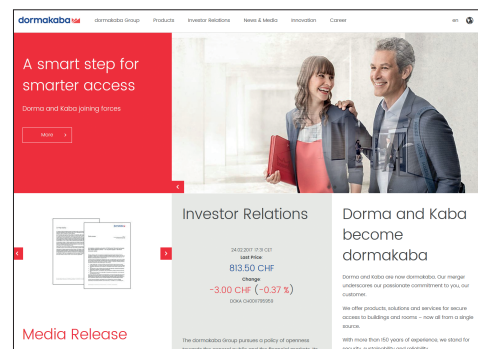 dormakaba
dormakaba Group
Products
Investor Relations
News & Media
Innovation
Career
en
A smart step for
smarter access
Dorma and Kaba joining forces
More
Media Release
Investor Relations
24.02.2017 17:31 CET
Last Price
813.50 CHF
Change
-3.00 CHF (-0.37 %)
The dormakaba Group pursues a policy of openness
Dorma and Kaba
become
dormakaba
Dorma and Kaba are now dormakaba. Our merger
underscores our passionate commitment to you, our
customer.
We offer products, solutions and services for secure
access to buildings and rooms – now all from a single
source.
With more than 150 years of experience, we stand for
security, sustainability and reliability.